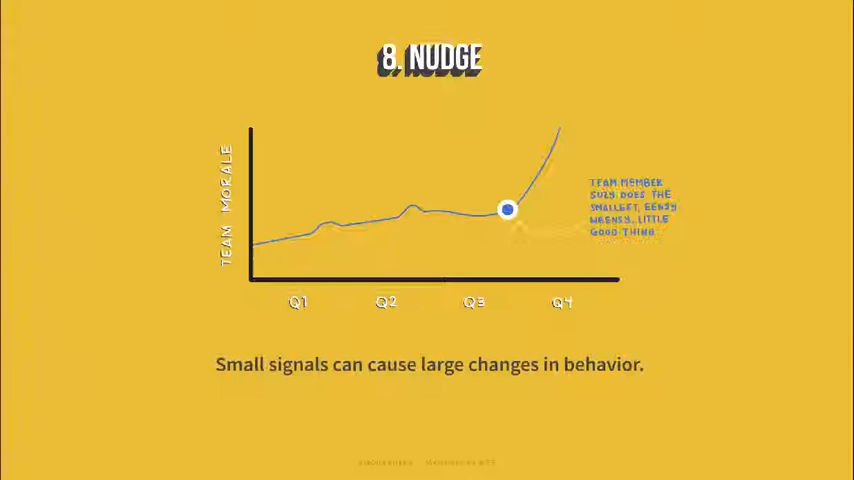 8. NUDGE
TEAM MORALE
TEAM MEMBER
SUZY DOES THE
SMALLEST, EENSY
WEENSY, LITTLE
GOOD THING.
Q1 Q2 Q3 Q4
Small signals can cause large changes in behavior.